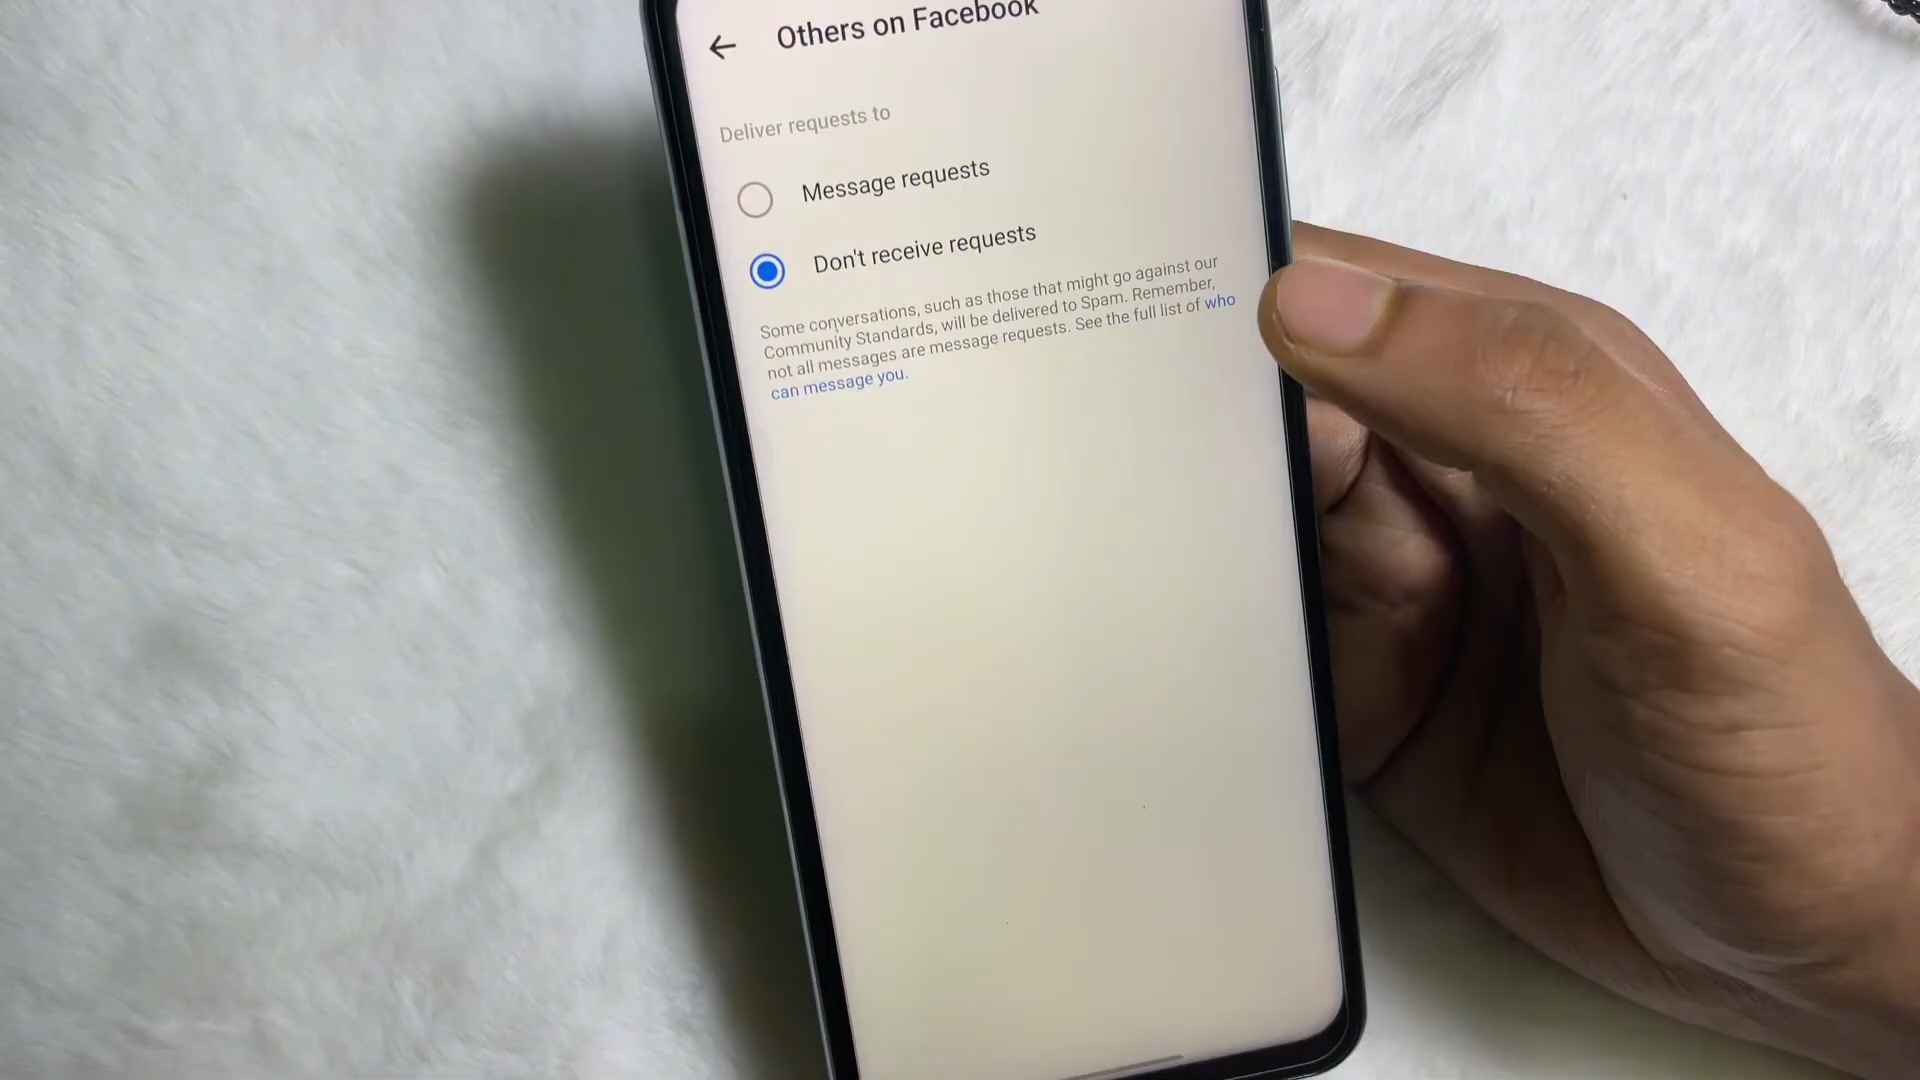 Others on Facebook
Deliver requests to
Message requests
Don't receive requests
Some conversations, such as those that might go against our
Community Standards, will be delivered to Spam. Remember,
not all messages are message requests. See the full list of who
can message you.